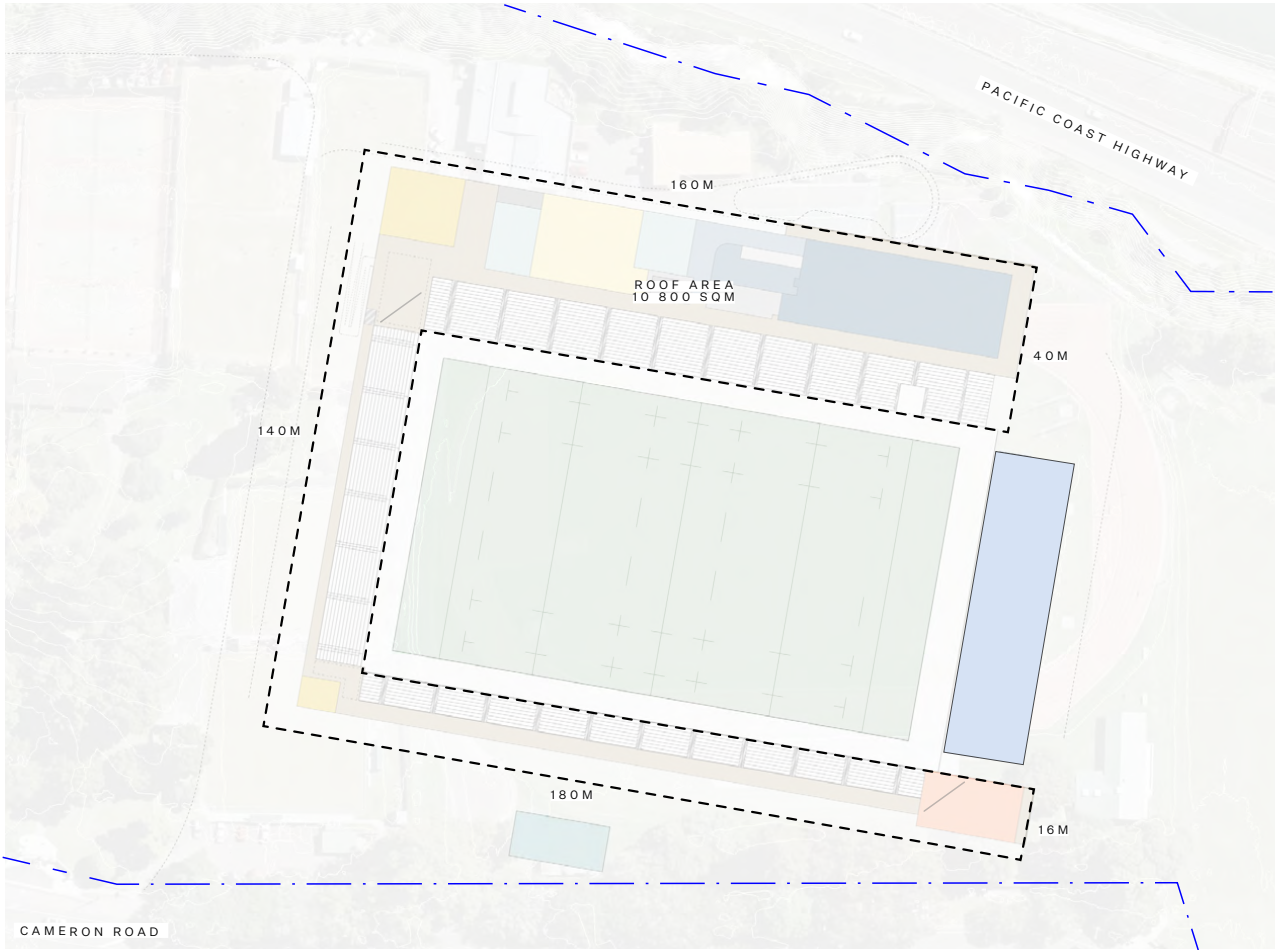 PACIFIC COAST HIGHWAY
160M
ROOF AREA
10 800 SQM
40M
140M
180M
16M
CAMERON ROAD